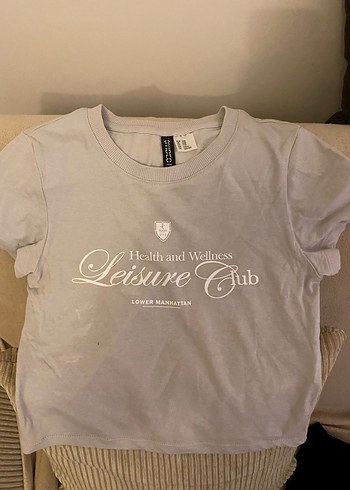 Health and Wellness
Leisure Club
LOWER MANHATTAN